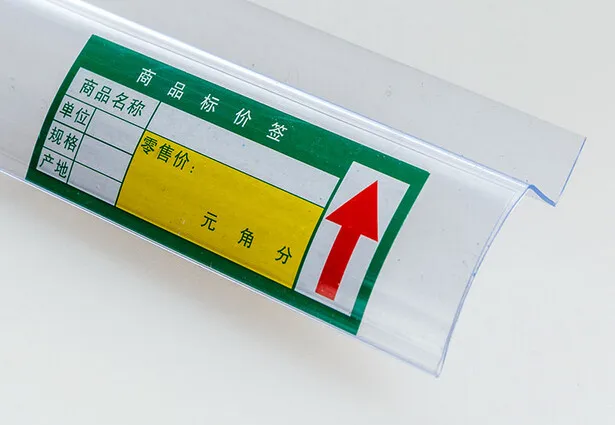 商品标价签
商品名称
单位
规格
产地
零售价：
元 角 分